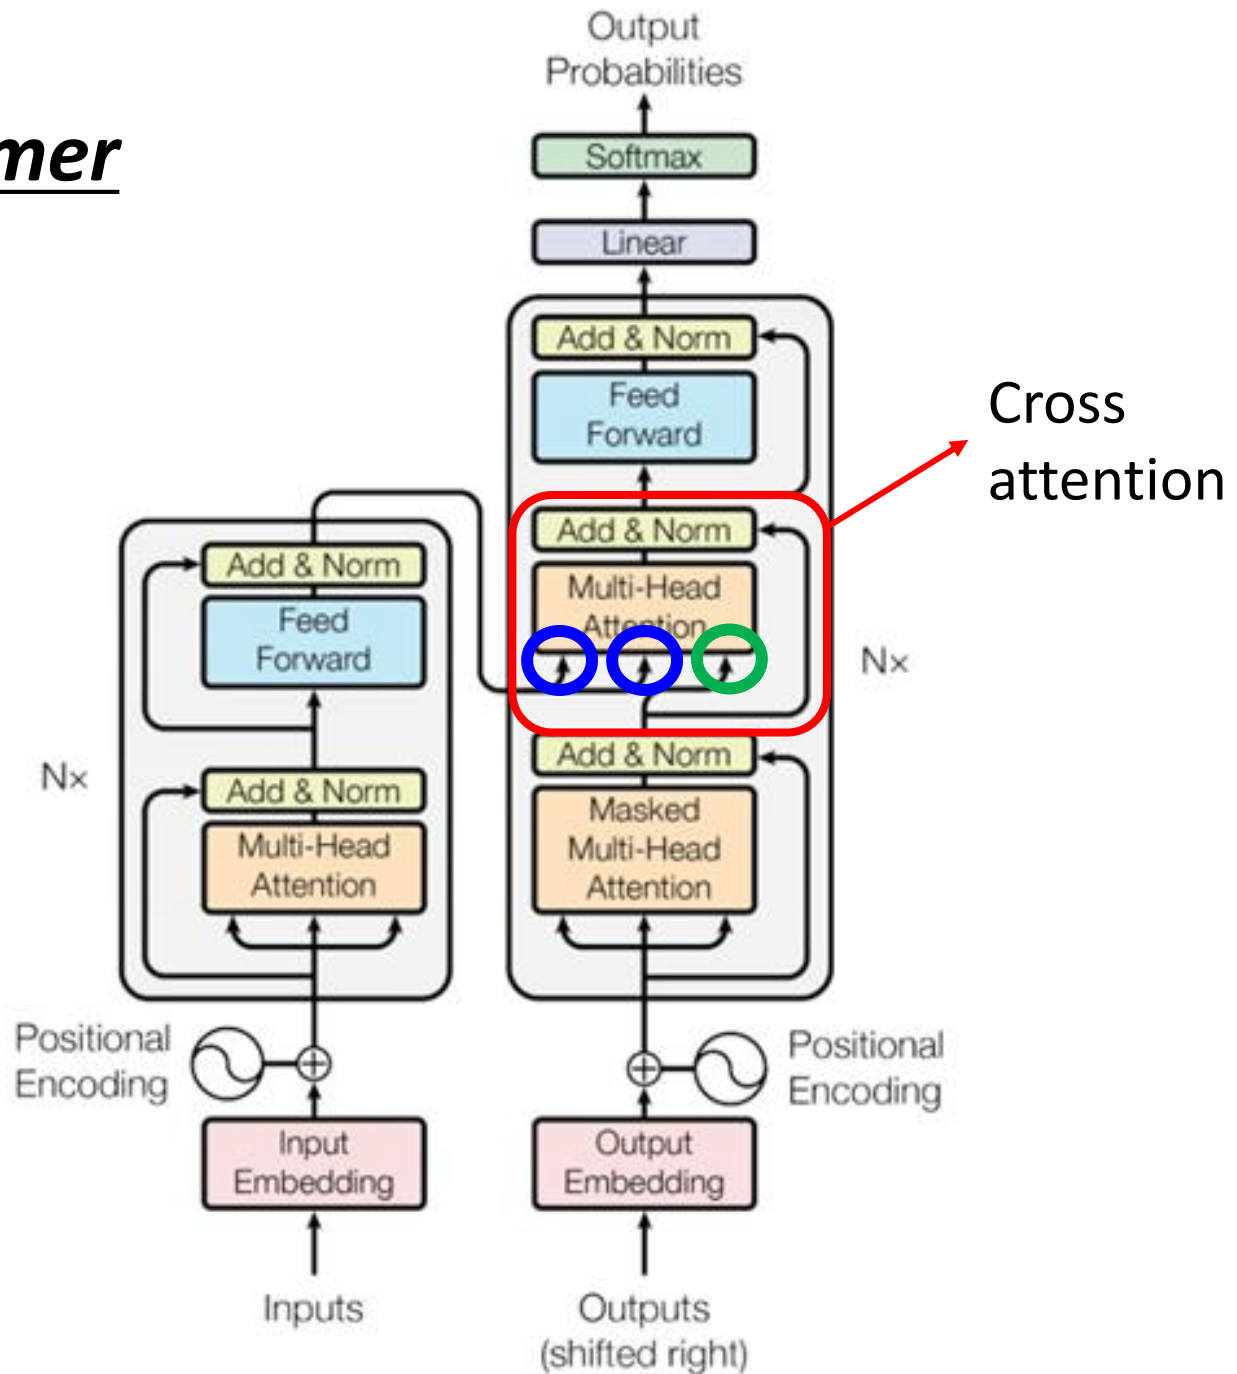 mer
Output
Probabilities
Softmax
Linear
Add & Norm
Feed
Forward
Cross
attention
Add & Norm
Multi-Head
Attention
Nx
Add & Norm
Masked
Multi-Head
Attention
Add & Norm
Feed
Forward
Nx
Add & Norm
Multi-Head
Attention
Positional
Encoding
Positional
Encoding
Input
Embedding
Output
Embedding
Inputs
Outputs
(shifted right)